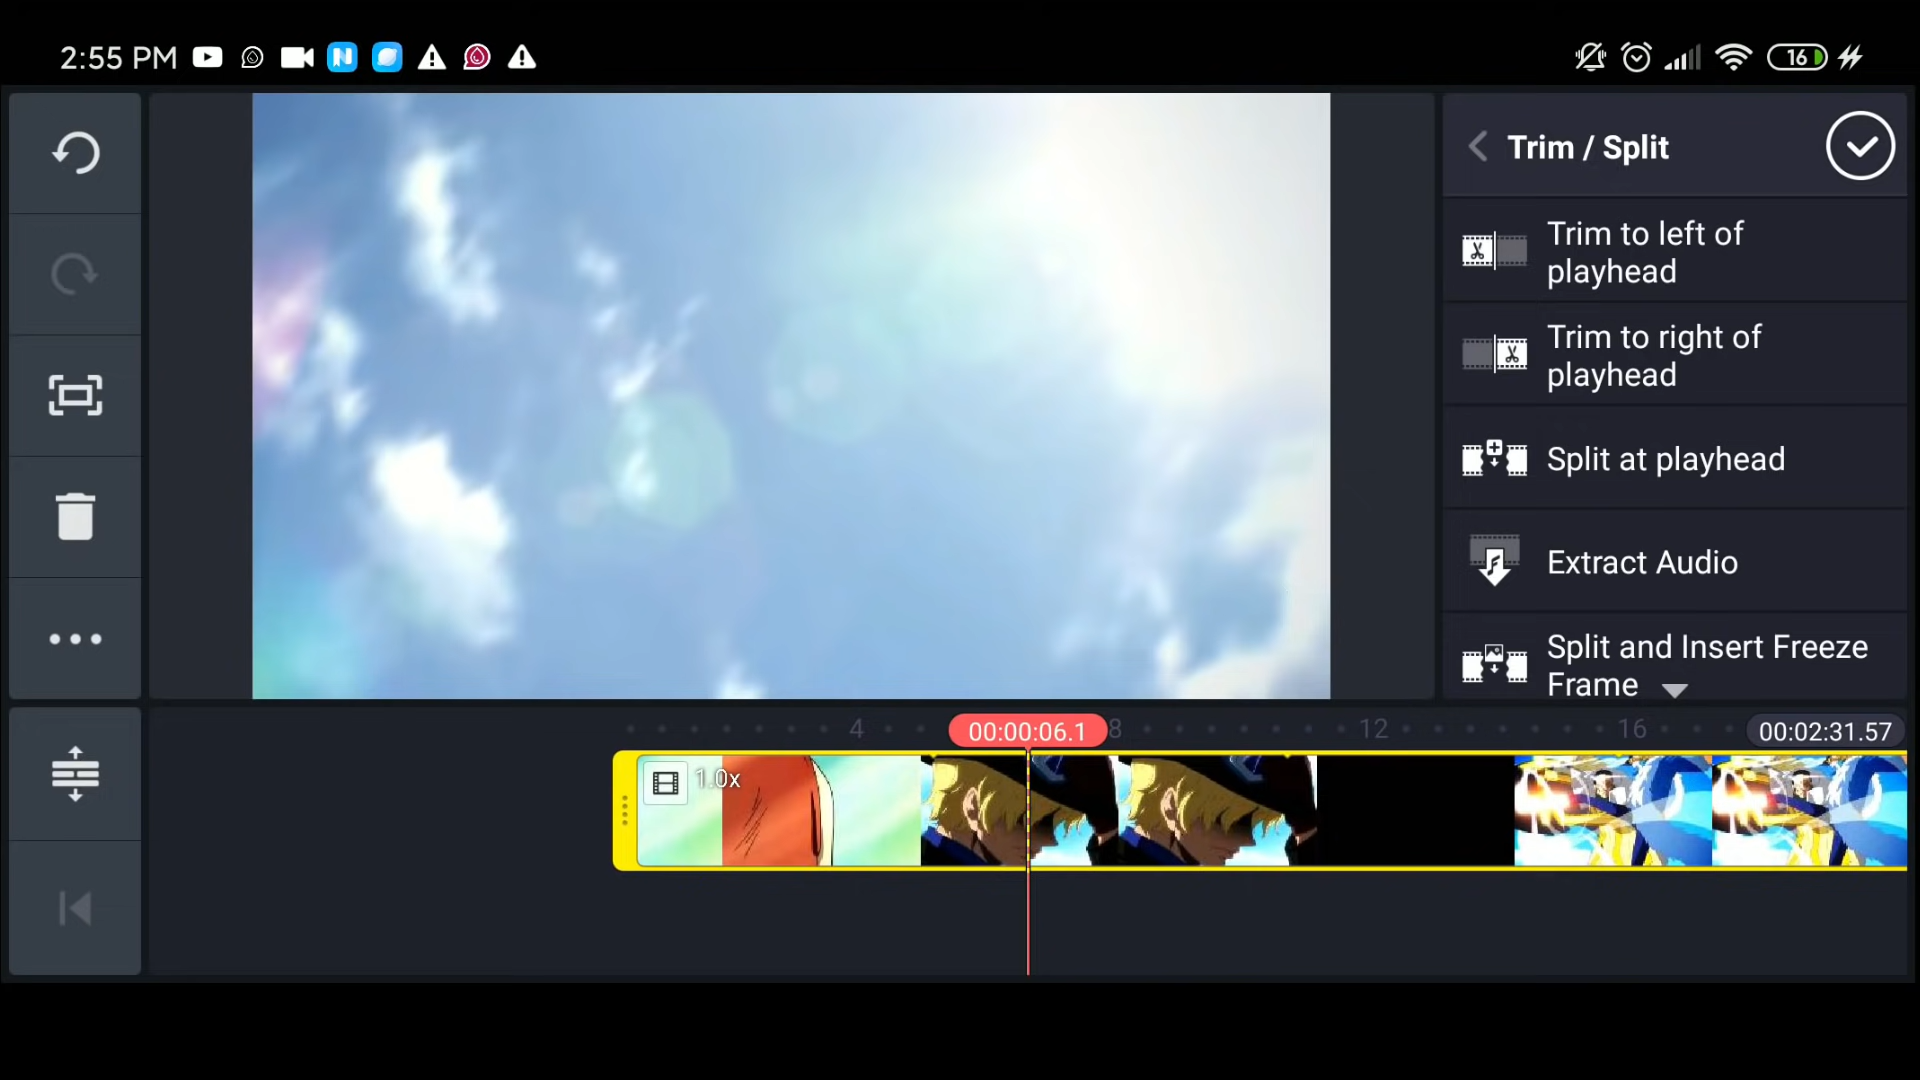 2:55 PM
N
16
Trim / Split
Trim to left of
playhead
Trim to right of
playhead
Split at playhead
Extract Audio
Split and Insert Freeze
Frame
4
00:00:06.1
8
12
16
00:02:31.57
1.0x